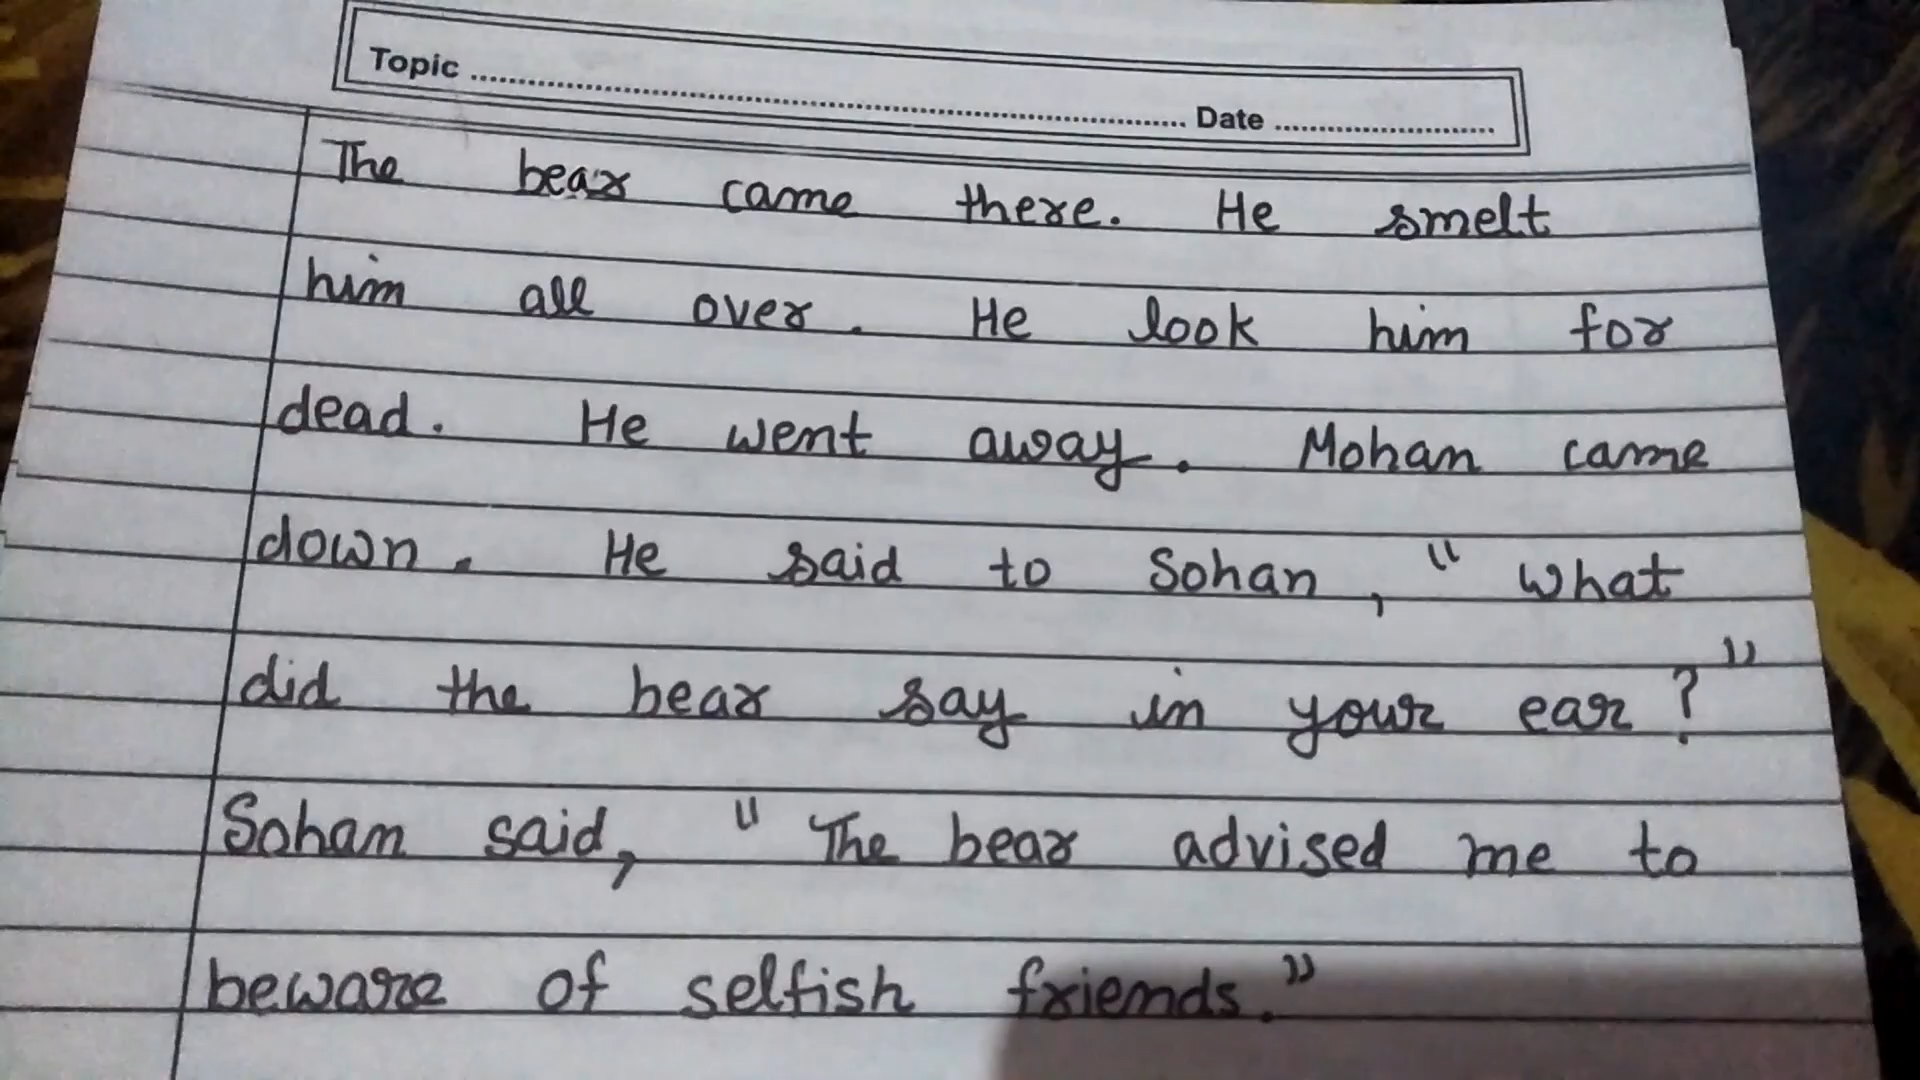 Topic ........................................ Date ....................
The bear came there. He smelt
him all over. He look him for
dead. He went away. Mohan came
down. He said to Sohan, "what
did the bear say in your ear?"
Sohan said, "The bear advised me to
beware of selfish friends."